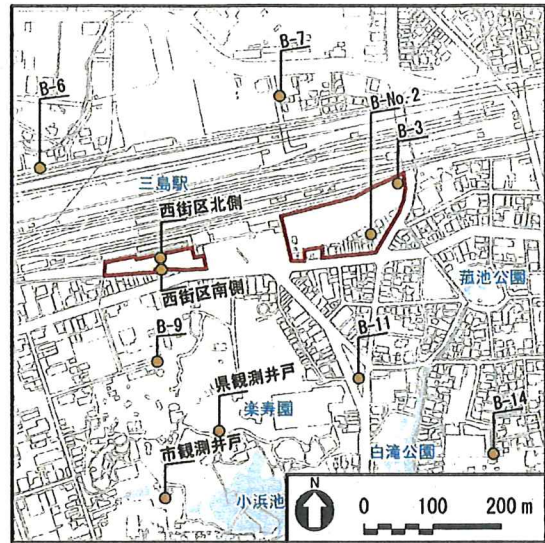 B-7
B-6
B-No.2
B-3
三島駅
西街区北側
菰池公園
西街区南側
B-9
B-11
県観測井戸
楽寿園
B-14
白滝公園
市観測井戸
小浜池
N
0 100 200 m